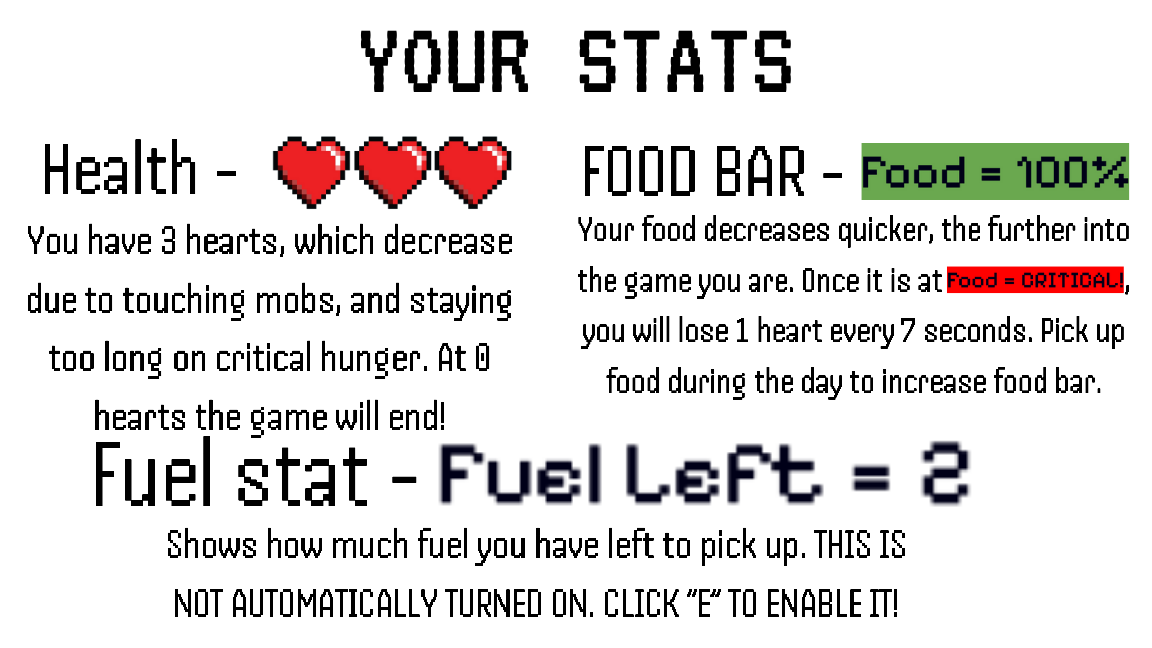 YOUR STATS
Health -
You have 3 hearts, which decrease
due to touching mobs, and staying
too long on critical hunger. At 0
hearts the game will end!
FOOD BAR - Food = 100%
Your food decreases quicker, the further into
the game you are. Once it is at Food = CRITICAL!,
you will lose 1 heart every 7 seconds. Pick up
food during the day to increase food bar.
Fuel stat - Fuel Left = 2
Shows how much fuel you have left to pick up. THIS IS
NOT AUTOMATICALLY TURNED ON. CLICK “E” TO ENABLE IT!